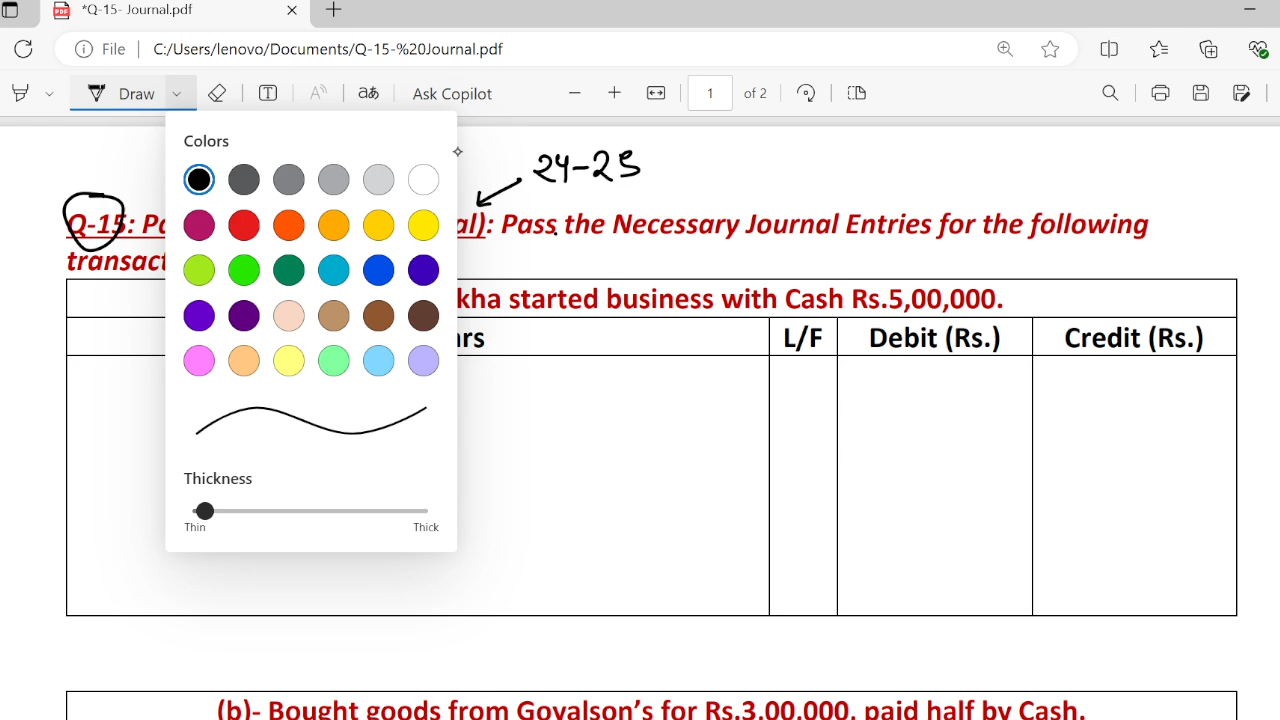 *Q-15- Journal.pdf
File C:/Users/lenovo/Documents/Q-15-%20Journal.pdf
Draw Ask Copilot 1 of 2
Colors
24-25
Q-15: Pa al): Pass the Necessary Journal Entries for the following
transact
kha started business with Cash Rs.5,00,000.
rs L/F Debit (Rs.) Credit (Rs.)
Thickness
Thin Thick
(b)- Bought goods from Goyalson's for Rs.3,00,000, paid half by Cash.